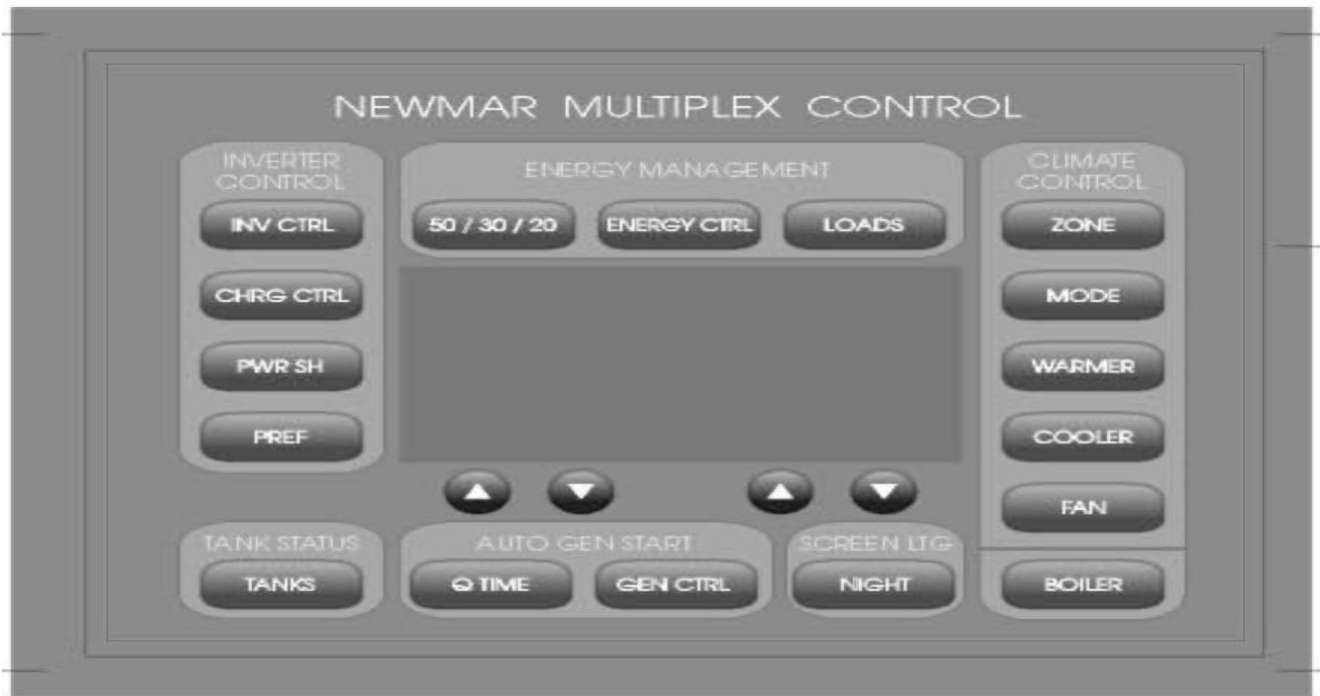 NEWMAR MULTIPLEX CONTROL
INVERTER
CONTROL
INV CTRL
CHRG CTRL
PWR SH
PREF
ENERGY MANAGEMENT
50 / 30 / 20
ENERGY CTRL
LOADS
CLIMATE
CONTROL
ZONE
MODE
WARMER
COOLER
FAN
BOILER
TANK STATUS
TANKS
AUTO GEN START
Q TIME
GEN CTRL
SCREEN LTG
NIGHT